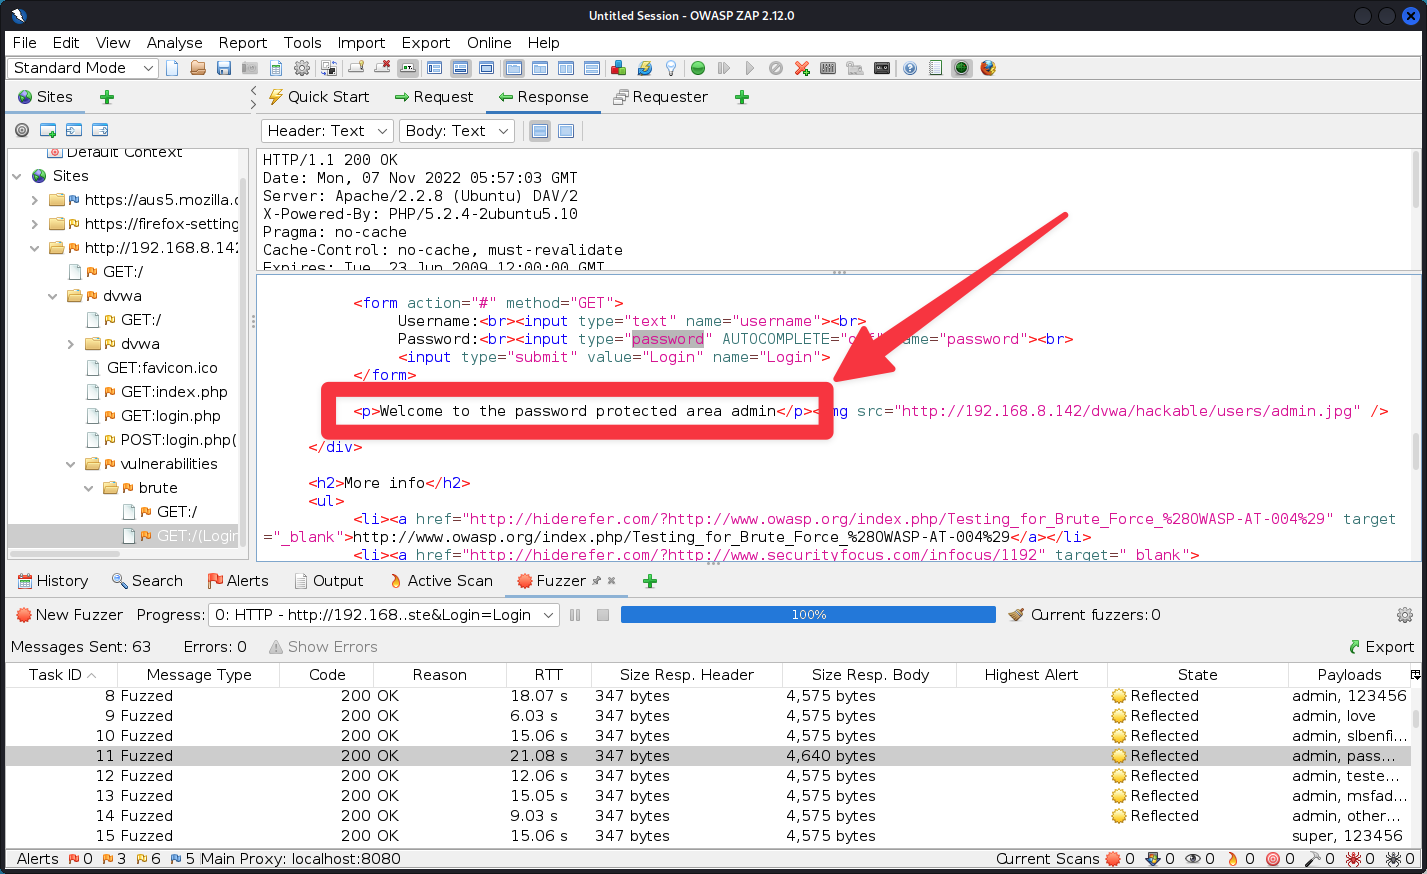 Untitled Session - OWASP ZAP 2.12.0
File Edit View Analyse Report Tools Import Export Online Help
Standard Mode
Sites
Quick Start Request Response Requester
Header: Text Body: Text
Default Context
Sites
https://aus5.mozilla.c
https://firefox-setting
http://192.168.8.142
GET:/
dvwa
GET:/
dvwa
GET:favicon.ico
GET:index.php
GET:login.php
POST:login.php(
vulnerabilities
brute
GET:/
GET:/(Login
HTTP/1.1 200 OK
Date: Mon, 07 Nov 2022 05:57:03 GMT
Server: Apache/2.2.8 (Ubuntu) DAV/2
X-Powered-By: PHP/5.2.4-2ubuntu5.10
Pragma: no-cache
Cache-Control: no-cache, must-revalidate
Expires: Tue, 23 Jun 2009 12:00:00 GMT
<form action="#" method="GET">
Username:<br><input type="text" name="username"><br>
Password:<br><input type="password" AUTOCOMPLETE= name="password"><br>
<input type="submit" value="Login" name="Login">
</form>
<p>Welcome to the password protected area admin</p> src="http://192.168.8.142/dvwa/hackable/users/admin.jpg" />
</div>
<h2>More info</h2>
<ul>
<li><a href="http://hiderefer.com/?http://www.owasp.org/index.php/Testing_for_Brute_Force_%28OWASP-AT-004%29" target
="_blank">http://www.owasp.org/index.php/Testing_for_Brute_Force_%28OWASP-AT-004%29</a></li>
<li><a href="http://hiderefer.com/?http://www.securityfocus.com/infocus/1192" target="_blank">
History Search Alerts Output Active Scan Fuzzer
New Fuzzer Progress: 0: HTTP - http://192.168..ste&Login=Login 100% Current fuzzers: 0
Messages Sent: 63 Errors: 0 Show Errors Export
Task ID Message Type Code Reason RTT Size Resp. Header Size Resp. Body Highest Alert State Payloads
8 Fuzzed 200 OK 18.07 s 347 bytes 4,575 bytes Reflected admin, 123456
9 Fuzzed 200 OK 6.03 s 347 bytes 4,575 bytes Reflected admin, love
10 Fuzzed 200 OK 15.06 s 347 bytes 4,575 bytes Reflected admin, slbenfi...
11 Fuzzed 200 OK 21.08 s 347 bytes 4,640 bytes Reflected admin, pass...
12 Fuzzed 200 OK 12.06 s 347 bytes 4,575 bytes Reflected admin, teste...
13 Fuzzed 200 OK 15.05 s 347 bytes 4,575 bytes Reflected admin, msfad...
14 Fuzzed 200 OK 9.03 s 347 bytes 4,575 bytes Reflected admin, other...
15 Fuzzed 200 OK 15.06 s 347 bytes 4,575 bytes super, 123456
Alerts 0 3 6 5 Main Proxy: localhost:8080 Current Scans 0 0 0 0 0 0 0 0